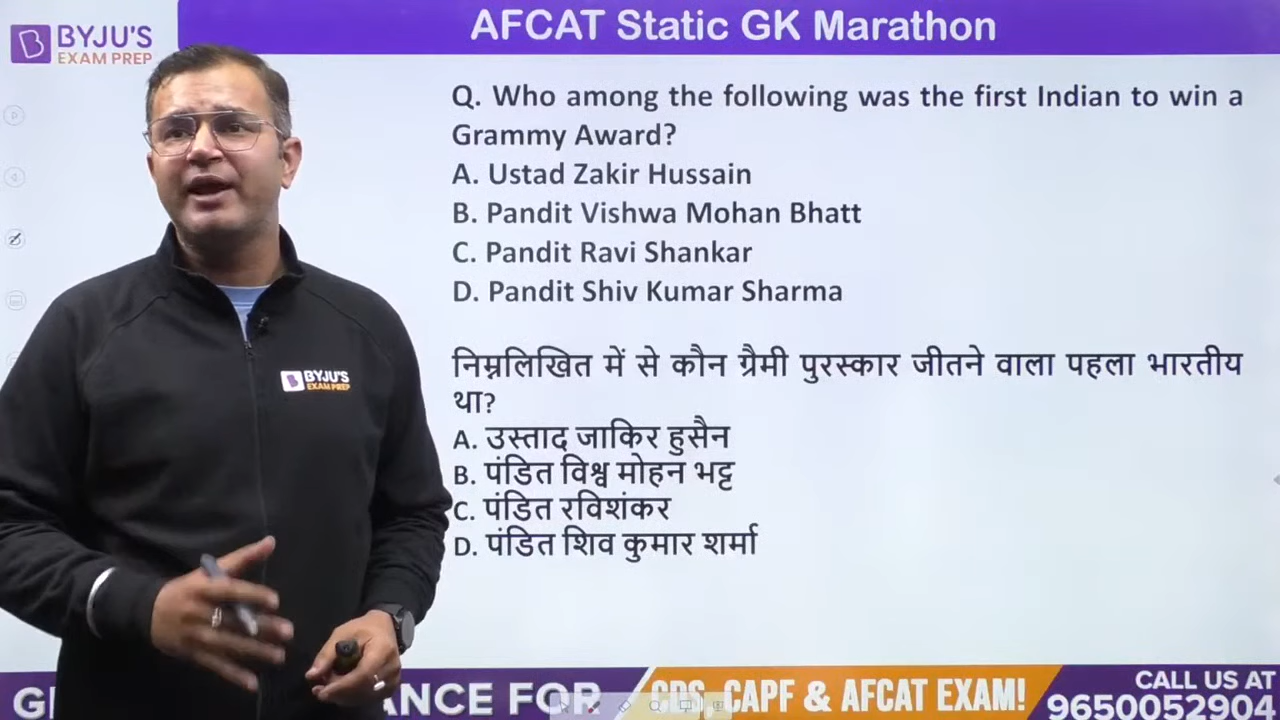 AFCAT Static GK Marathon
BYJU'S
EXAM PREP
Q. Who among the following was the first Indian to win a
Grammy Award?
A. Ustad Zakir Hussain
B. Pandit Vishwa Mohan Bhatt
C. Pandit Ravi Shankar
D. Pandit Shiv Kumar Sharma
निम्नलिखित में से कौन ग्रैमी पुरस्कार जीतने वाला पहला भारतीय
था?
A. उस्ताद जाकिर हुसैन
B. पंडित विश्व मोहन भट्ट
C. पंडित रविशंकर
D. पंडित शिव कुमार शर्मा
BYJU'S
EXAM PREP
FOR
CDS, CAPF & AFCAT EXAM!
CALL US AT
9650052904